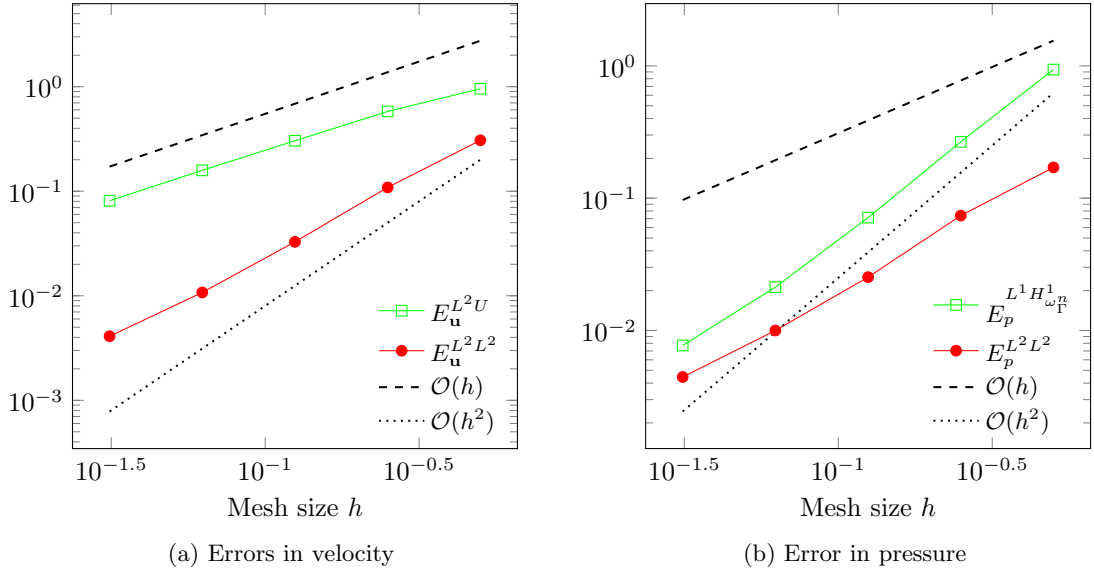 10^0
10^{-1}
10^{-2}
10^{-3}
10^{-1.5}
10^{-1}
10^{-0.5}
Mesh size h
E_u^{L^2U}
E_u^{L^2L^2}
O(h)
O(h^2)
(a) Errors in velocity
10^0
10^{-1}
10^{-2}
10^{-1.5}
10^{-1}
10^{-0.5}
Mesh size h
E_p^{L^1H^1_{ω_Γ^n}}
E_p^{L^2L^2}
O(h)
O(h^2)
(b) Error in pressure